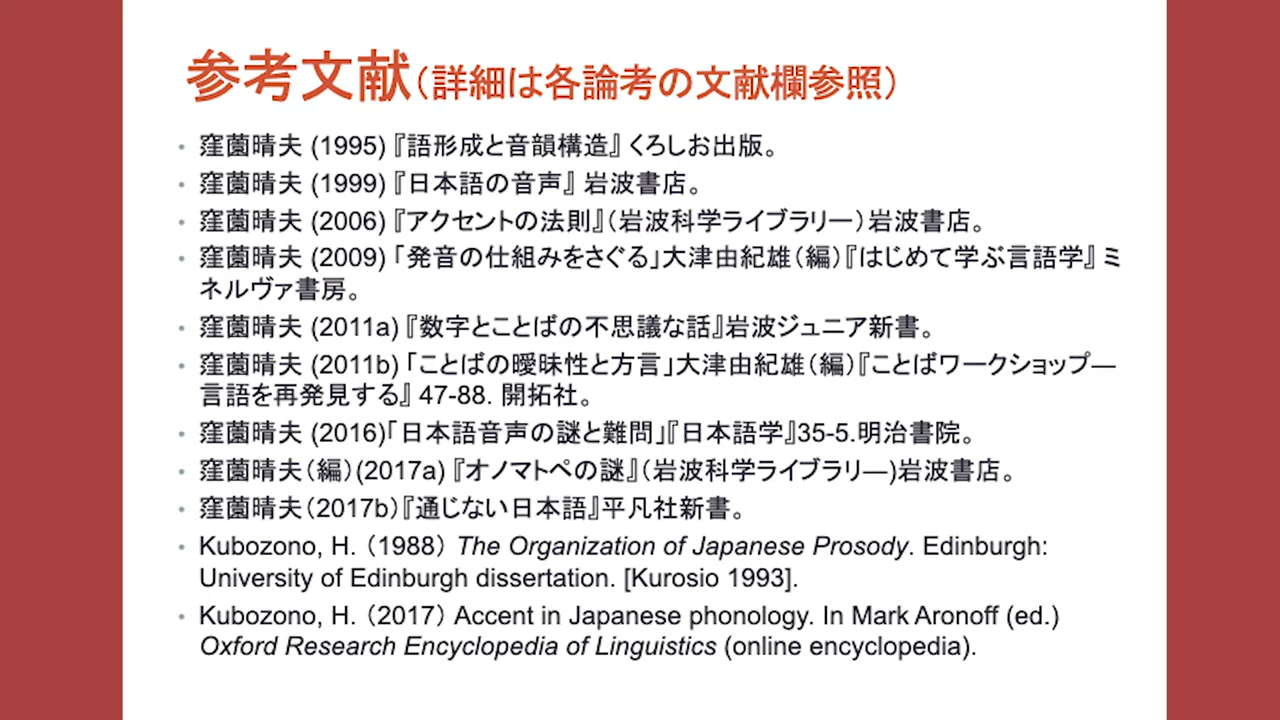 参考文献（詳細は各論考の文献欄参照）
• 窪薗晴夫 (1995)『語形成と音韻構造』くろしお出版。
• 窪薗晴夫 (1999)『日本語の音声』岩波書店。
• 窪薗晴夫 (2006)『アクセントの法則』（岩波科学ライブラリー）岩波書店。
• 窪薗晴夫 (2009)「発音の仕組みをさぐる」大津由紀雄（編）『はじめて学ぶ言語学』ミ
ネルヴァ書房。
• 窪薗晴夫 (2011a)『数字とことばの不思議な話』岩波ジュニア新書。
• 窪薗晴夫 (2011b)「ことばの曖昧性と方言」大津由紀雄（編）『ことばワークショップ—
言語を再発見する』 47-88. 開拓社。
• 窪薗晴夫 (2016)「日本語音声の謎と難問」『日本語学』35-5.明治書院。
• 窪薗晴夫（編）(2017a)『オノマトペの謎』（岩波科学ライブラリ—)岩波書店。
• 窪薗晴夫（2017b）『通じない日本語』平凡社新書。
• Kubozono, H.（1988）The Organization of Japanese Prosody. Edinburgh:
University of Edinburgh dissertation. [Kurosio 1993].
• Kubozono, H.（2017）Accent in Japanese phonology. In Mark Aronoff (ed.)
Oxford Research Encyclopedia of Linguistics (online encyclopedia).